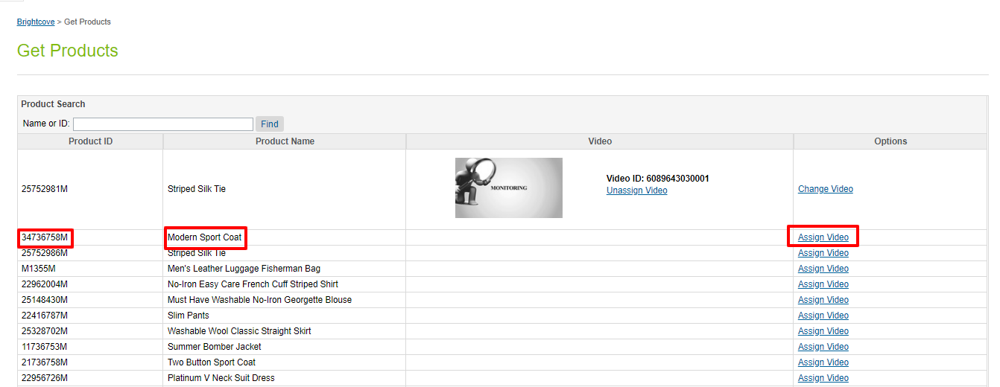 Brightcove > Get Products
Get Products
Product Search
Name or ID: Find
Product ID Product Name Video Options
MONITORING
Video ID: 6089643030001
25752981M Striped Silk Tie Unassign Video Change Video
34736758M Modern Sport Coat Assign Video
25752986M Striped Silk Tie Assign Video
M1355M Men's Leather Luggage Fisherman Bag Assign Video
22962004M No-Iron Easy Care French Cuff Striped Shirt Assign Video
25148430M Must Have Washable No-Iron Georgette Blouse Assign Video
22416787M Slim Pants Assign Video
25328702M Washable Wool Classic Straight Skirt Assign Video
11736753M Summer Bomber Jacket Assign Video
21736758M Two Button Sport Coat Assign Video
22956726M Platinum V Neck Suit Dress Assign Video